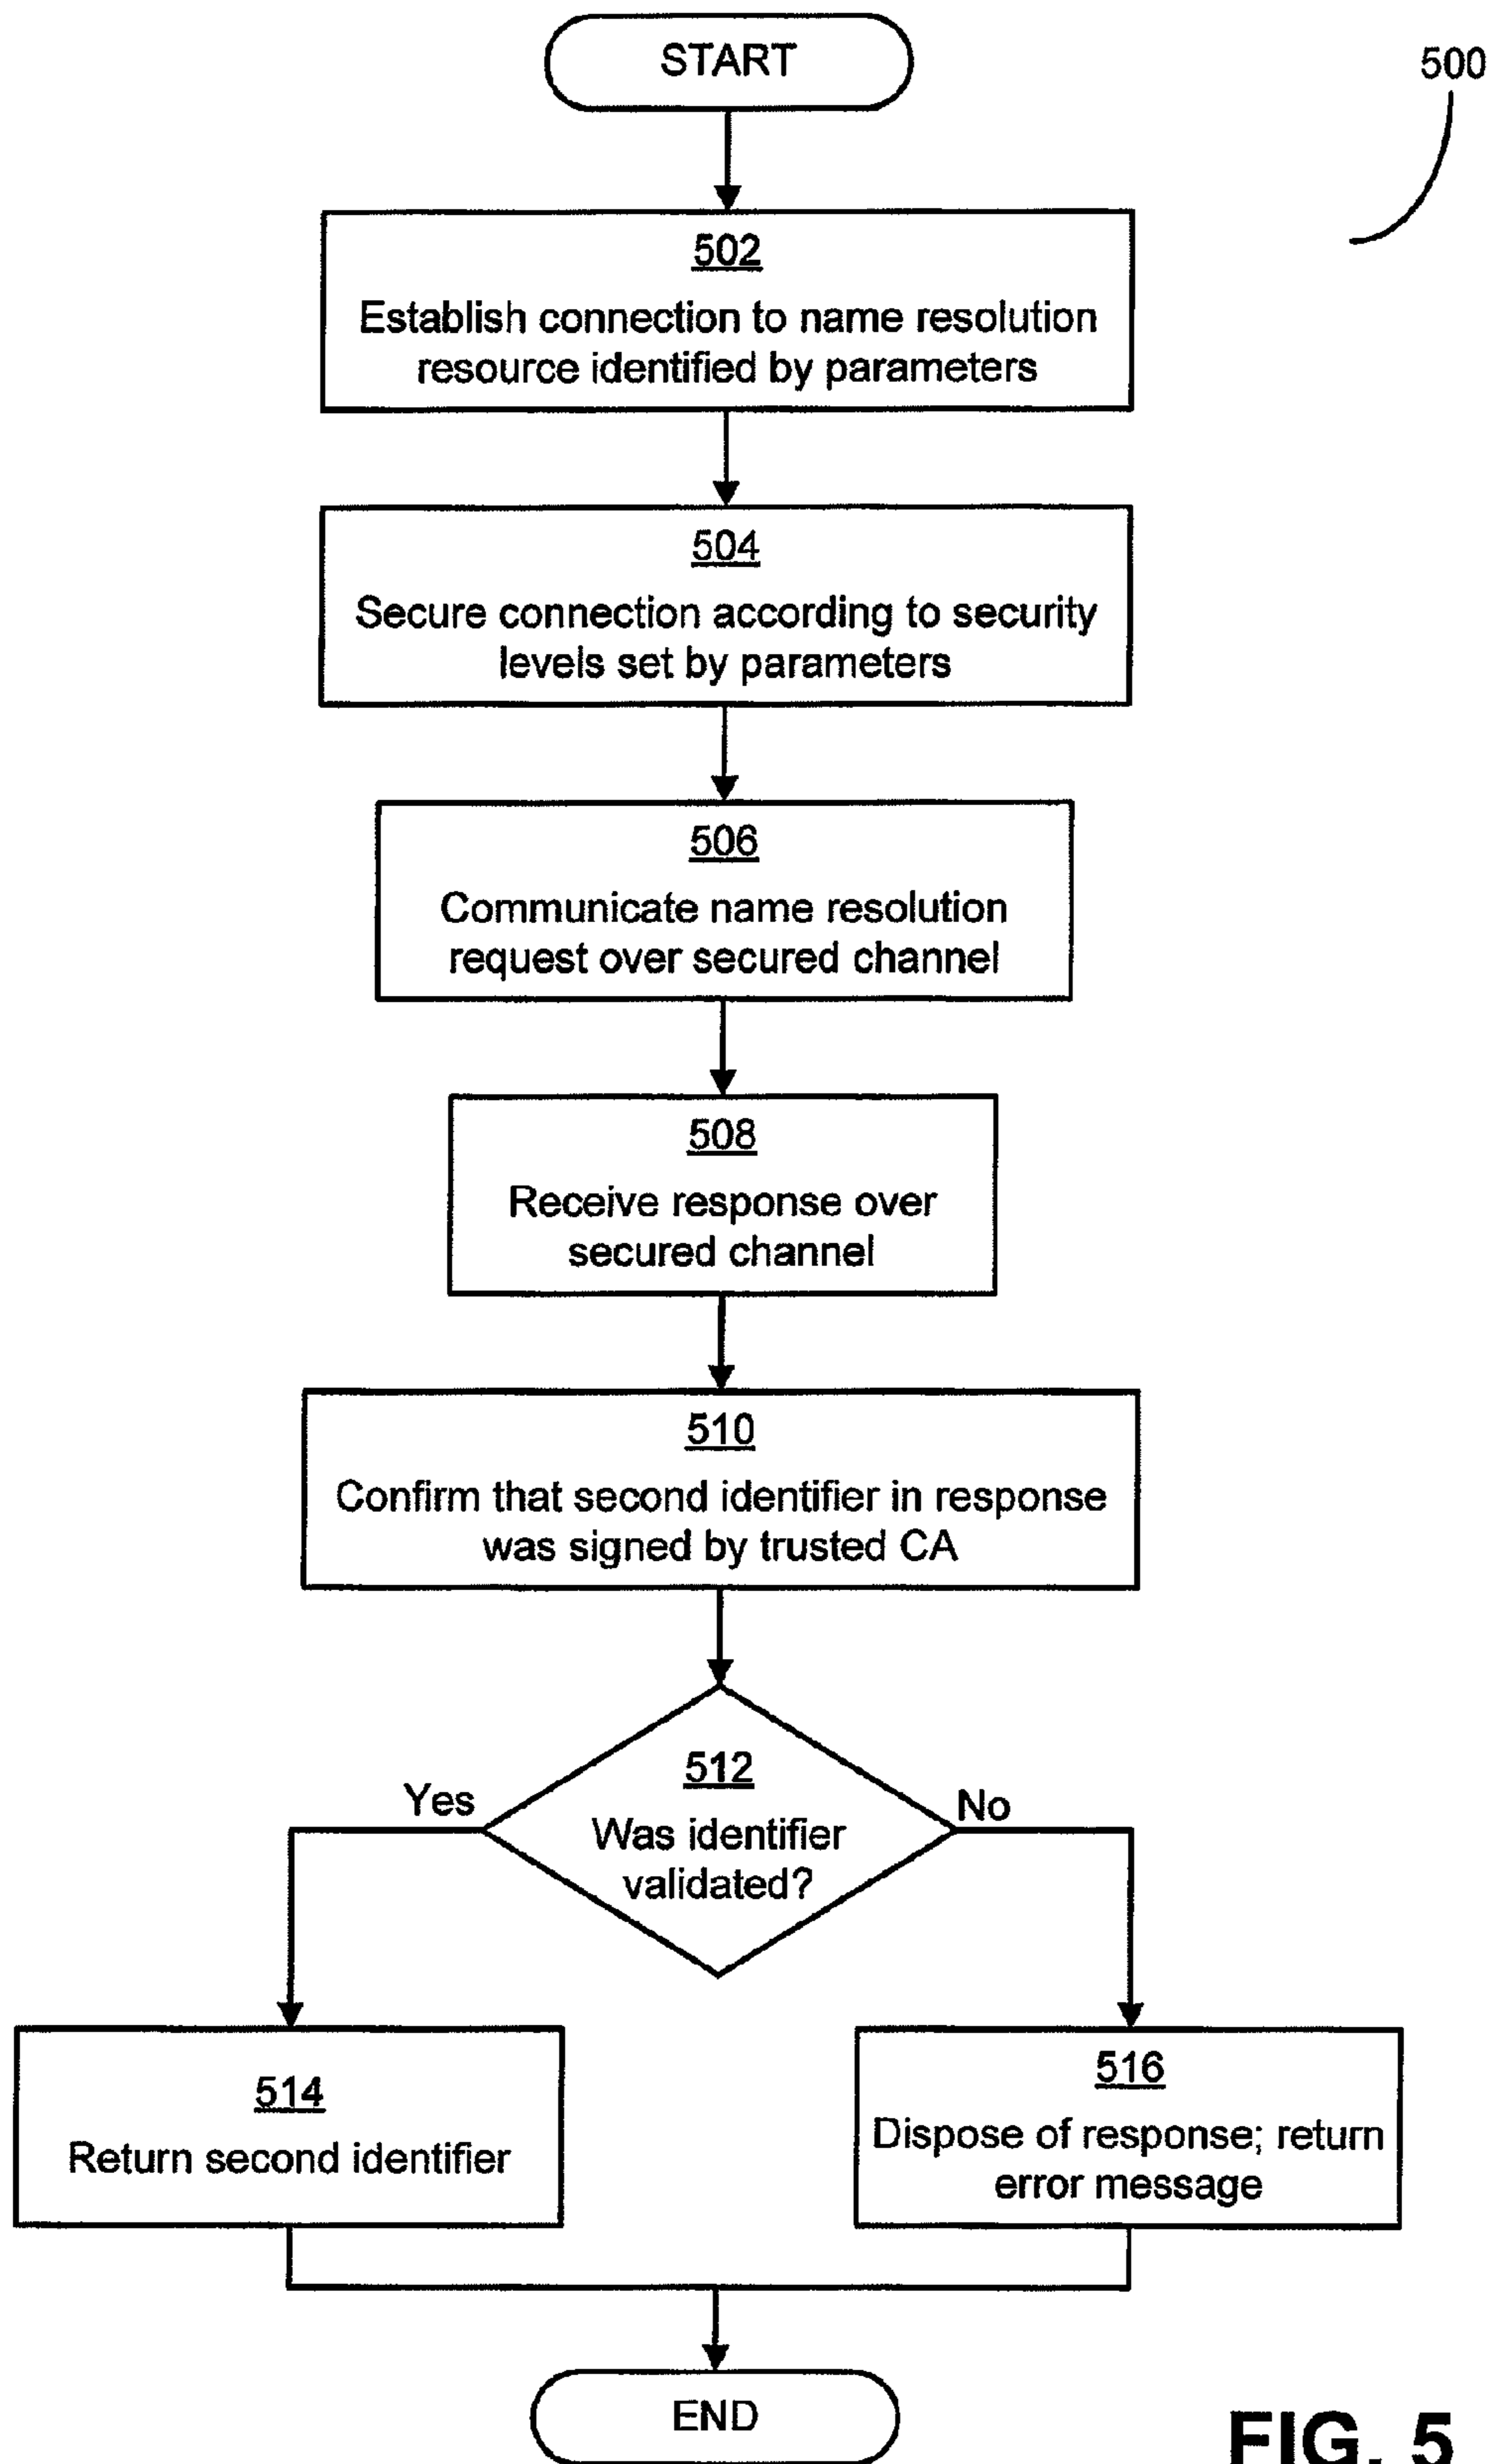 START
500
502
Establish connection to name resolution
resource identified by parameters
504
Secure connection according to security
levels set by parameters
506
Communicate name resolution
request over secured channel
508
Receive response over
secured channel
510
Confirm that second identifier in response
was signed by trusted CA
512
Was identifier
validated?
Yes
No
514
Return second identifier
516
Dispose of response; return
error message
END
FIG. 5